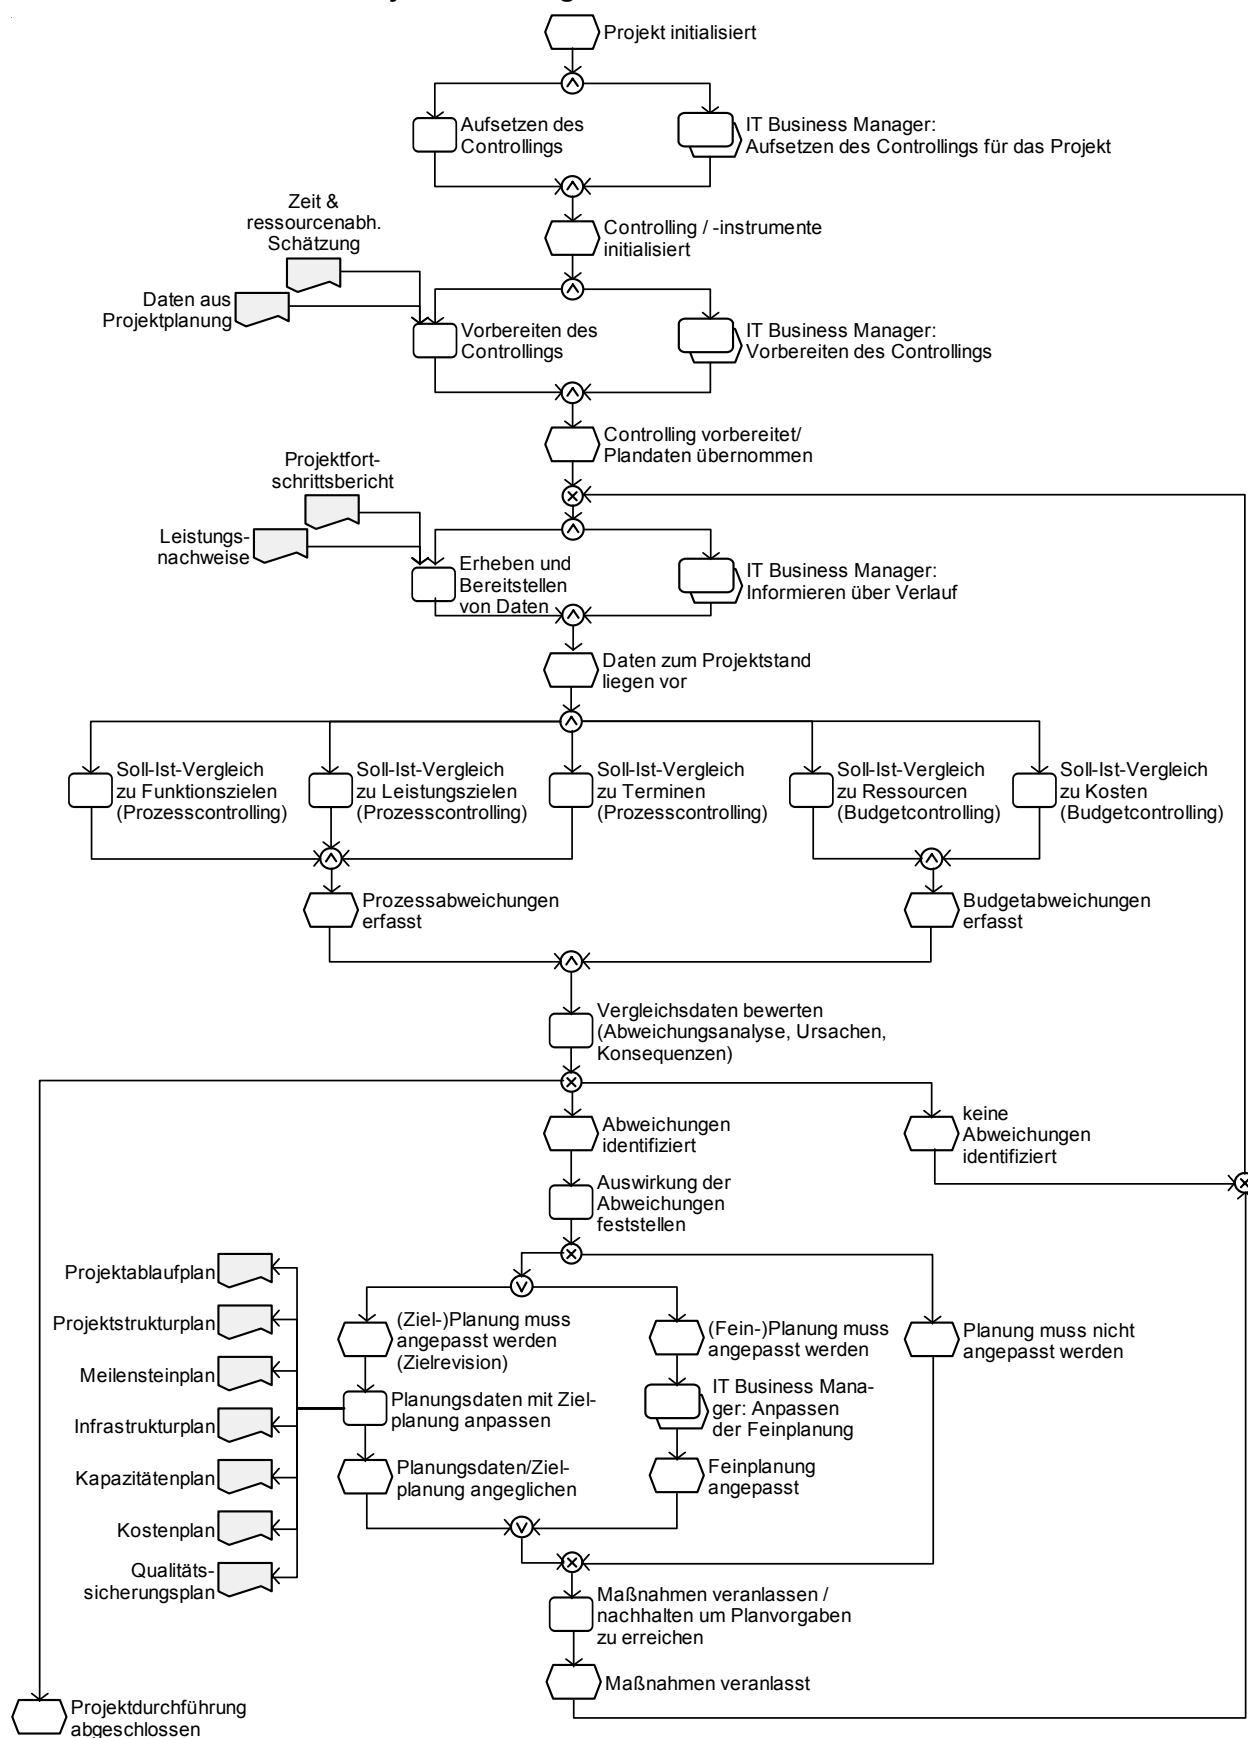 Projekt initialisiert
Aufsetzen des
Controllings
IT Business Manager:
Aufsetzen des Controllings für das Projekt
Zeit &
ressourcenabh.
Schätzung
Controlling / -instrumente
initialisiert
Daten aus
Projektplanung
Vorbereiten des
Controllings
IT Business Manager:
Vorbereiten des Controllings
Controlling vorbereitet/
Plandaten übernommen
Projektfort-
schrittsbericht
Leistungs-
nachweise
Erheben und
Bereitstellen
von Daten
IT Business Manager:
Informieren über Verlauf
Daten zum Projektstand
liegen vor
Soll-Ist-Vergleich
zu Funktionszielen
(Prozesscontrolling)
Soll-Ist-Vergleich
zu Leistungszielen
(Prozesscontrolling)
Soll-Ist-Vergleich
zu Terminen
(Prozesscontrolling)
Soll-Ist-Vergleich
zu Ressourcen
(Budgetcontrolling)
Soll-Ist-Vergleich
zu Kosten
(Budgetcontrolling)
Prozessabweichungen
erfasst
Budgetabweichungen
erfasst
Vergleichsdaten bewerten
(Abweichungsanalyse, Ursachen,
Konsequenzen)
Abweichungen
identifiziert
keine
Abweichungen
identifiziert
Auswirkung der
Abweichungen
feststellen
Projektablaufplan
Projektstrukturplan
Meilensteinplan
Infrastrukturplan
Kapazitätenplan
Kostenplan
Qualitäts-
sicherungsplan
(Ziel-)Planung muss
angepasst werden
(Zielrevision)
(Fein-)Planung muss
angepasst werden
Planung muss nicht
angepasst werden
Planungsdaten mit Ziel-
planung anpassen
IT Business Mana-
ger: Anpassen
der Feinplanung
Planungsdaten/Ziel-
planung angeglichen
Feinplanung
angepasst
Maßnahmen veranlassen /
nachhalten um Planvorgaben
zu erreichen
Maßnahmen veranlasst
Projektdurchführung
abgeschlossen